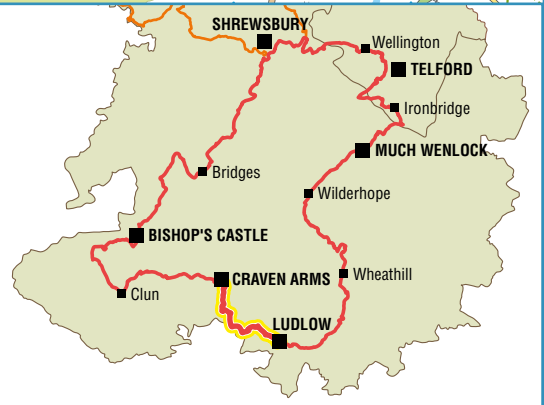 SHREWSBURY
Wellington
TELFORD
Ironbridge
MUCH WENLOCK
Bridges
Wilderhope
BISHOP'S CASTLE
Wheathill
CRAVEN ARMS
Clun
LUDLOW